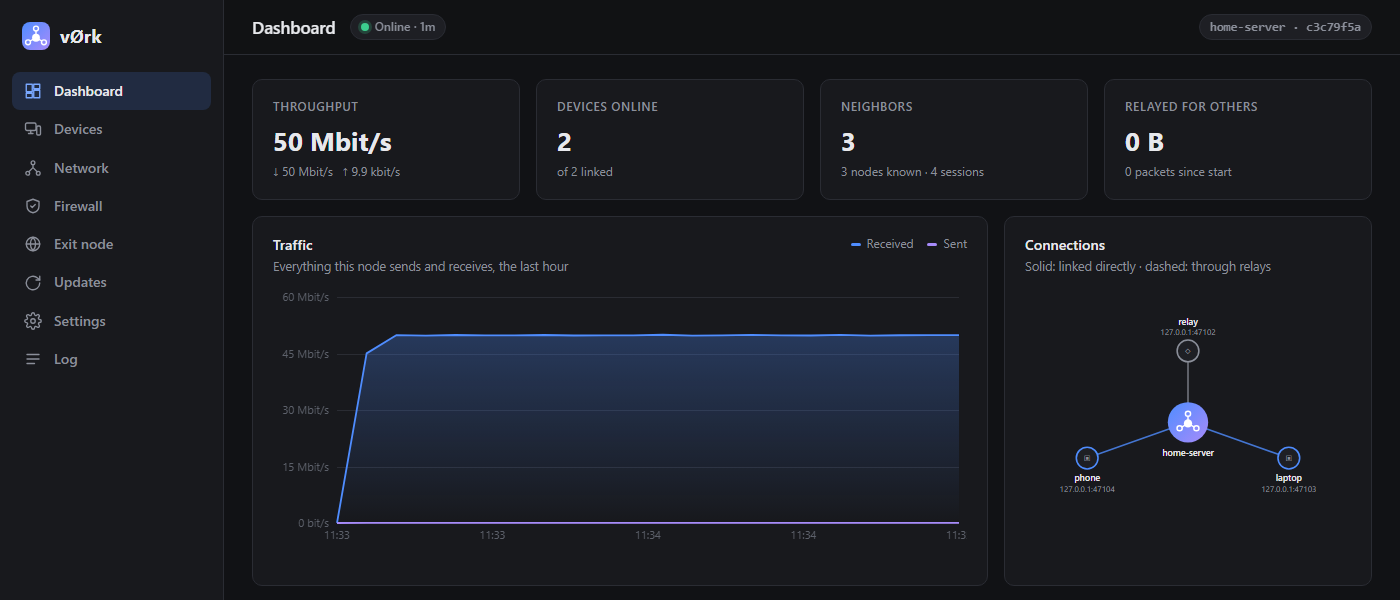 vØrk
Dashboard
Devices
Network
Firewall
Exit node
Updates
Settings
Log
Dashboard
Online · 1m
home-server · c3c79f5a
THROUGHPUT
50 Mbit/s
↓ 50 Mbit/s ↑ 9.9 kbit/s
DEVICES ONLINE
2
of 2 linked
NEIGHBORS
3
3 nodes known · 4 sessions
RELAYED FOR OTHERS
0 B
0 packets since start
Traffic
Received Sent
Everything this node sends and receives, the last hour
60 Mbit/s
45 Mbit/s
30 Mbit/s
15 Mbit/s
0 bit/s
11:33 11:33 11:34 11:34 11:3
Connections
Solid: linked directly · dashed: through relays
relay
127.0.0.1:47102
home-server
phone
127.0.0.1:47104
laptop
127.0.0.1:47103